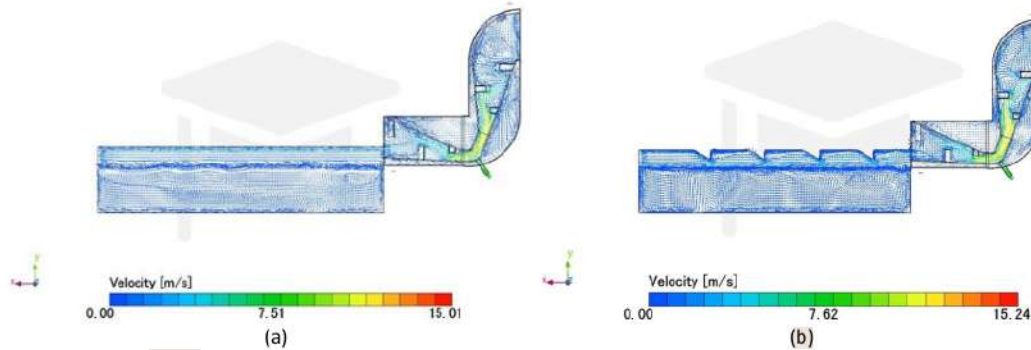 Velocity [m/s]
0.00 7.51 15.01
(a)
Velocity [m/s]
0.00 7.62 15.24
(b)